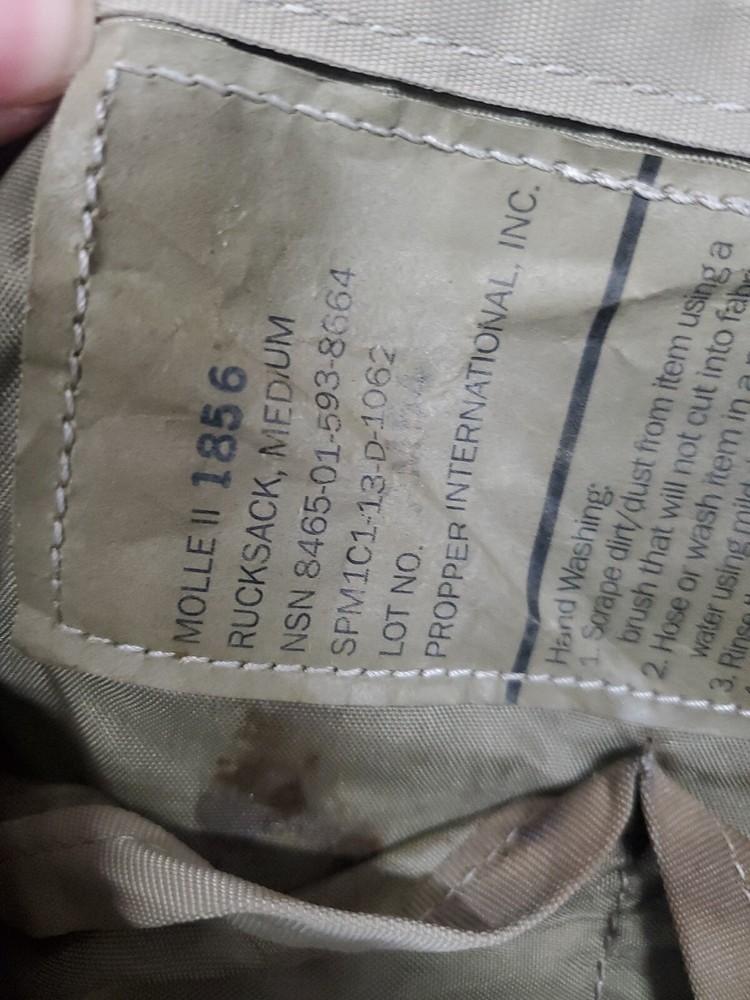 MOLLE II 1856
RUCKSACK, MEDIUM
NSN 8465-01-593-8664
SPM1C1-13-D-1062
LOT NO.
PROPPER INTERNATIONAL, INC.
Hand Washing:
1. Scrape dirt/dust from item using a
brush that will not cut into fabric
2. Hose or wash item in a
water using mild
3. Rinse